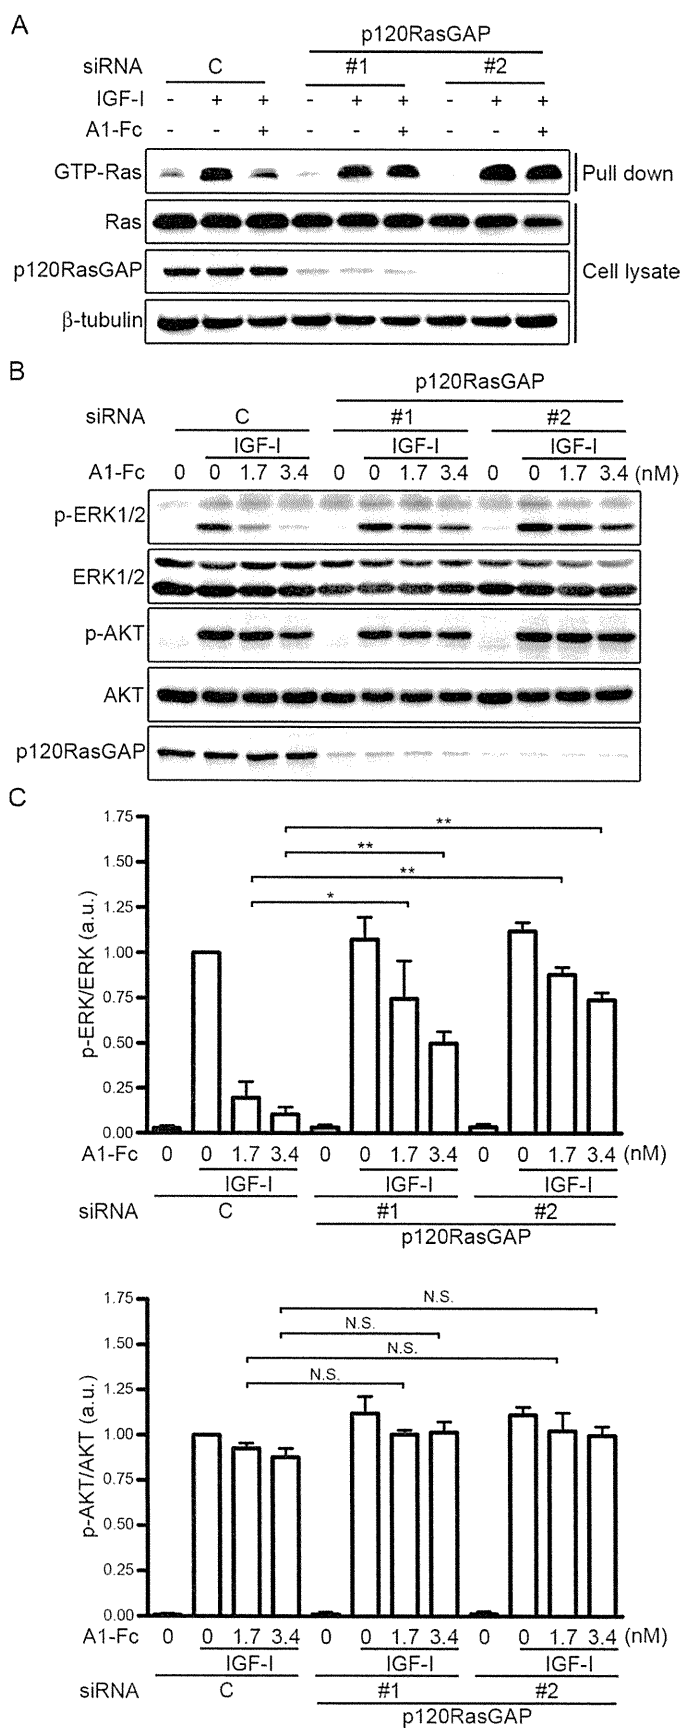 A
p120RasGAP
siRNA C #1 #2
IGF-I - + + - + + - + +
A1-Fc - - + - - + - - +
GTP-Ras Pull down
Ras
p120RasGAP Cell lysate
β-tubulin
B
p120RasGAP
siRNA C #1 #2
IGF-I IGF-I IGF-I
A1-Fc 0 0 1.7 3.4 0 0 1.7 3.4 0 0 1.7 3.4 (nM)
p-ERK1/2
ERK1/2
p-AKT
AKT
p120RasGAP
C
p-ERK/ERK (a.u.)
1.75
1.50
1.25
1.00
0.75
0.50
0.25
0.00
**
**
**
*
A1-Fc 0 0 1.7 3.4 0 0 1.7 3.4 0 0 1.7 3.4 (nM)
IGF-I IGF-I IGF-I
siRNA C #1 #2
p120RasGAP
p-AKT/AKT (a.u.)
1.75
1.50
1.25
1.00
0.75
0.50
0.25
0.00
N.S.
N.S.
N.S.
N.S.
A1-Fc 0 0 1.7 3.4 0 0 1.7 3.4 0 0 1.7 3.4 (nM)
IGF-I IGF-I IGF-I
siRNA C #1 #2
p120RasGAP